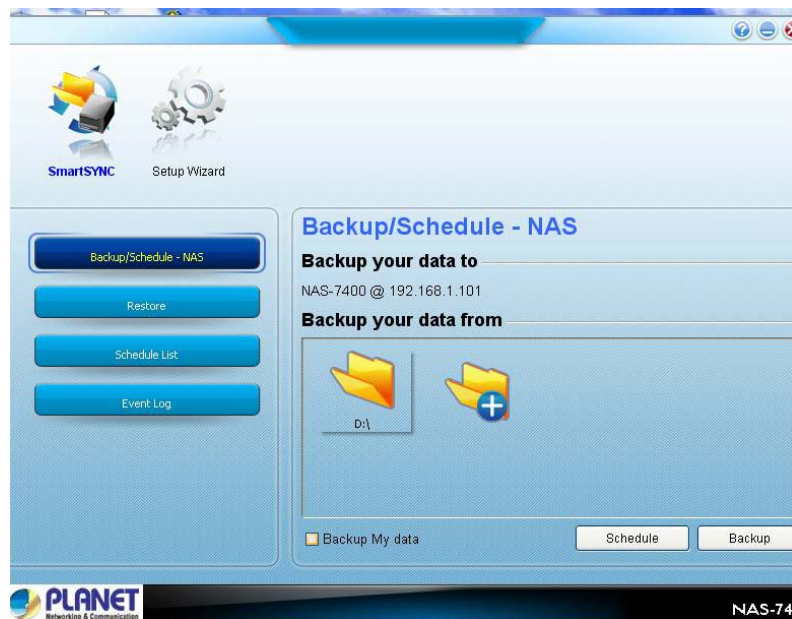 SmartSYNC
Setup Wizard
Backup/Schedule - NAS
Restore
Schedule List
Event Log
Backup/Schedule - NAS
Backup your data to
NAS-7400 @ 192.168.1.101
Backup your data from
D:\
Backup My data
Schedule
Backup
PLANET
Networking & Communication
NAS-74